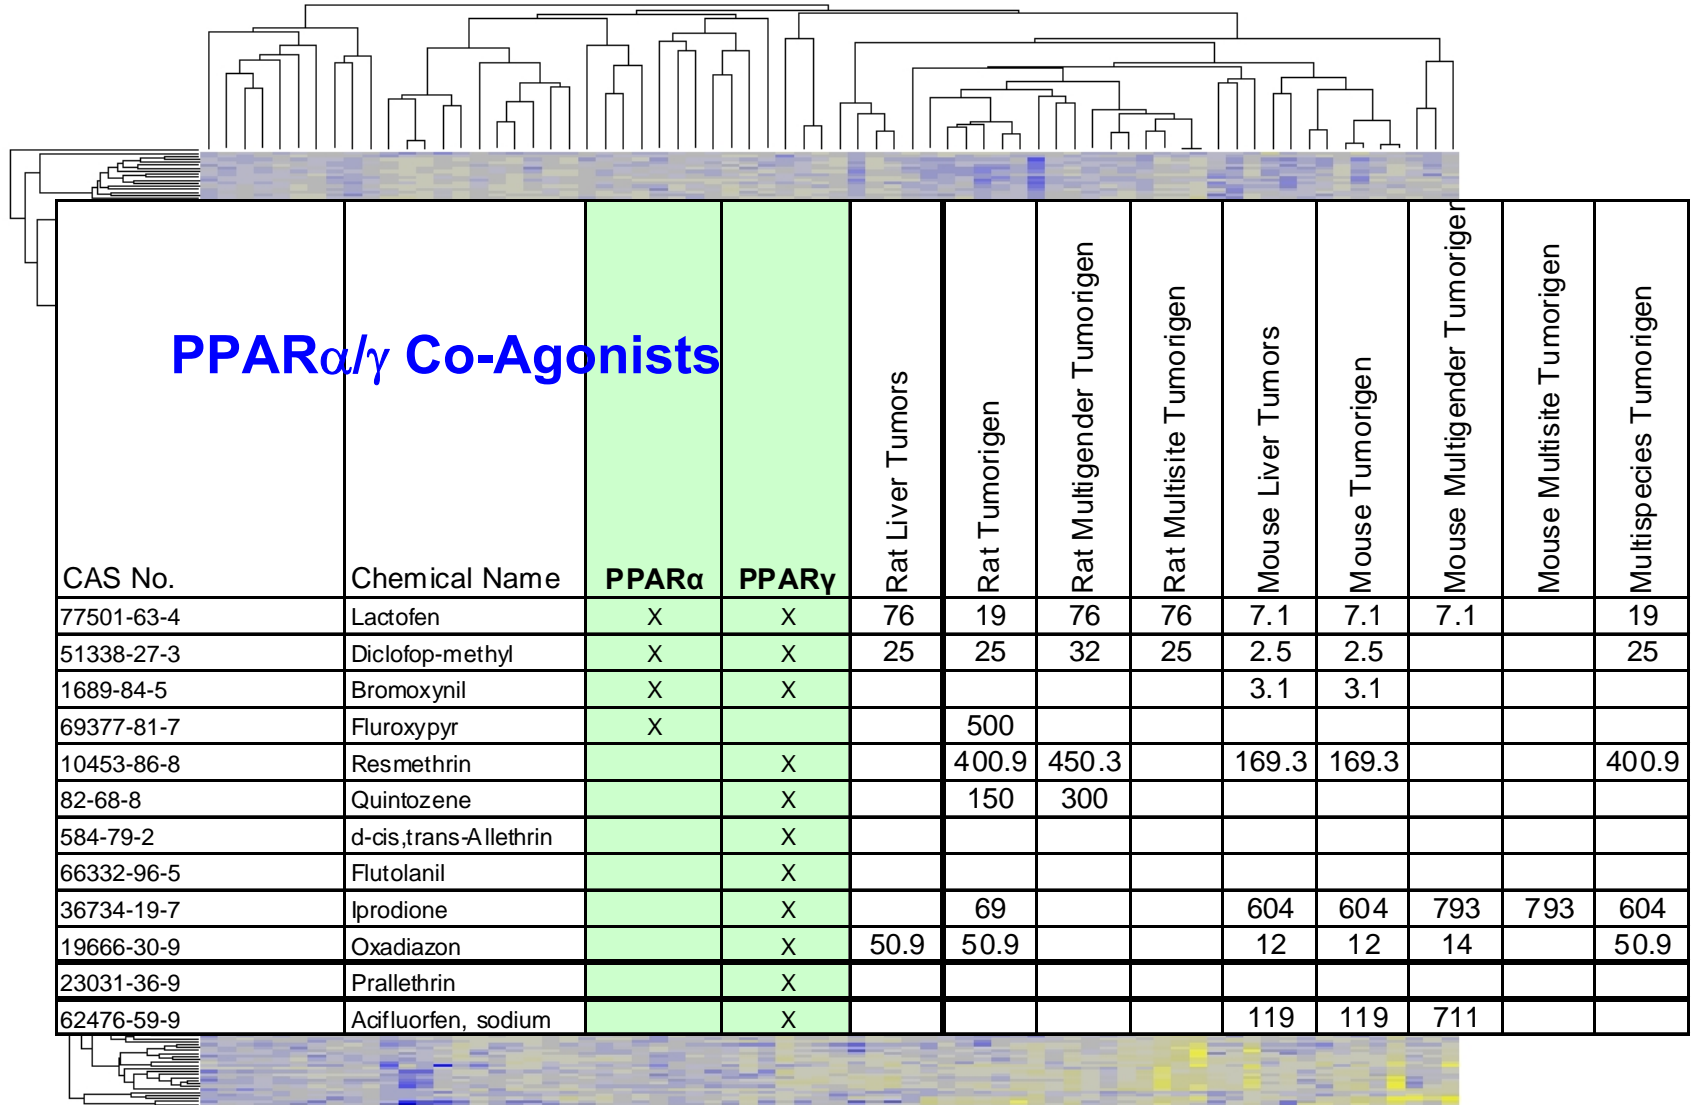 PPARα/γ Co-Agonists
CAS No. Chemical Name PPARα PPARγ Rat Liver Tumors Rat Tumorigen Rat Multigender Tumorigen Rat Multisite Tumorigen Mouse Liver Tumors Mouse Tumorigen Mouse Multigender Tumorigen Mouse Multisite Tumorigen Multispecies Tumorigen
77501-63-4 Lactofen X X 76 19 76 76 7.1 7.1 7.1 19
51338-27-3 Diclofop-methyl X X 25 25 32 25 2.5 2.5 25
1689-84-5 Bromoxynil X X 3.1 3.1
69377-81-7 Fluroxypyr X 500
10453-86-8 Resmethrin X 400.9 450.3 169.3 169.3 400.9
82-68-8 Quintozene X 150 300
584-79-2 d-cis,trans-Allethrin X
66332-96-5 Flutolanil X
36734-19-7 Iprodione X 69 604 604 793 793 604
19666-30-9 Oxadiazon X 50.9 50.9 12 12 14 50.9
23031-36-9 Prallethrin X
62476-59-9 Acifluorfen, sodium X 119 119 711